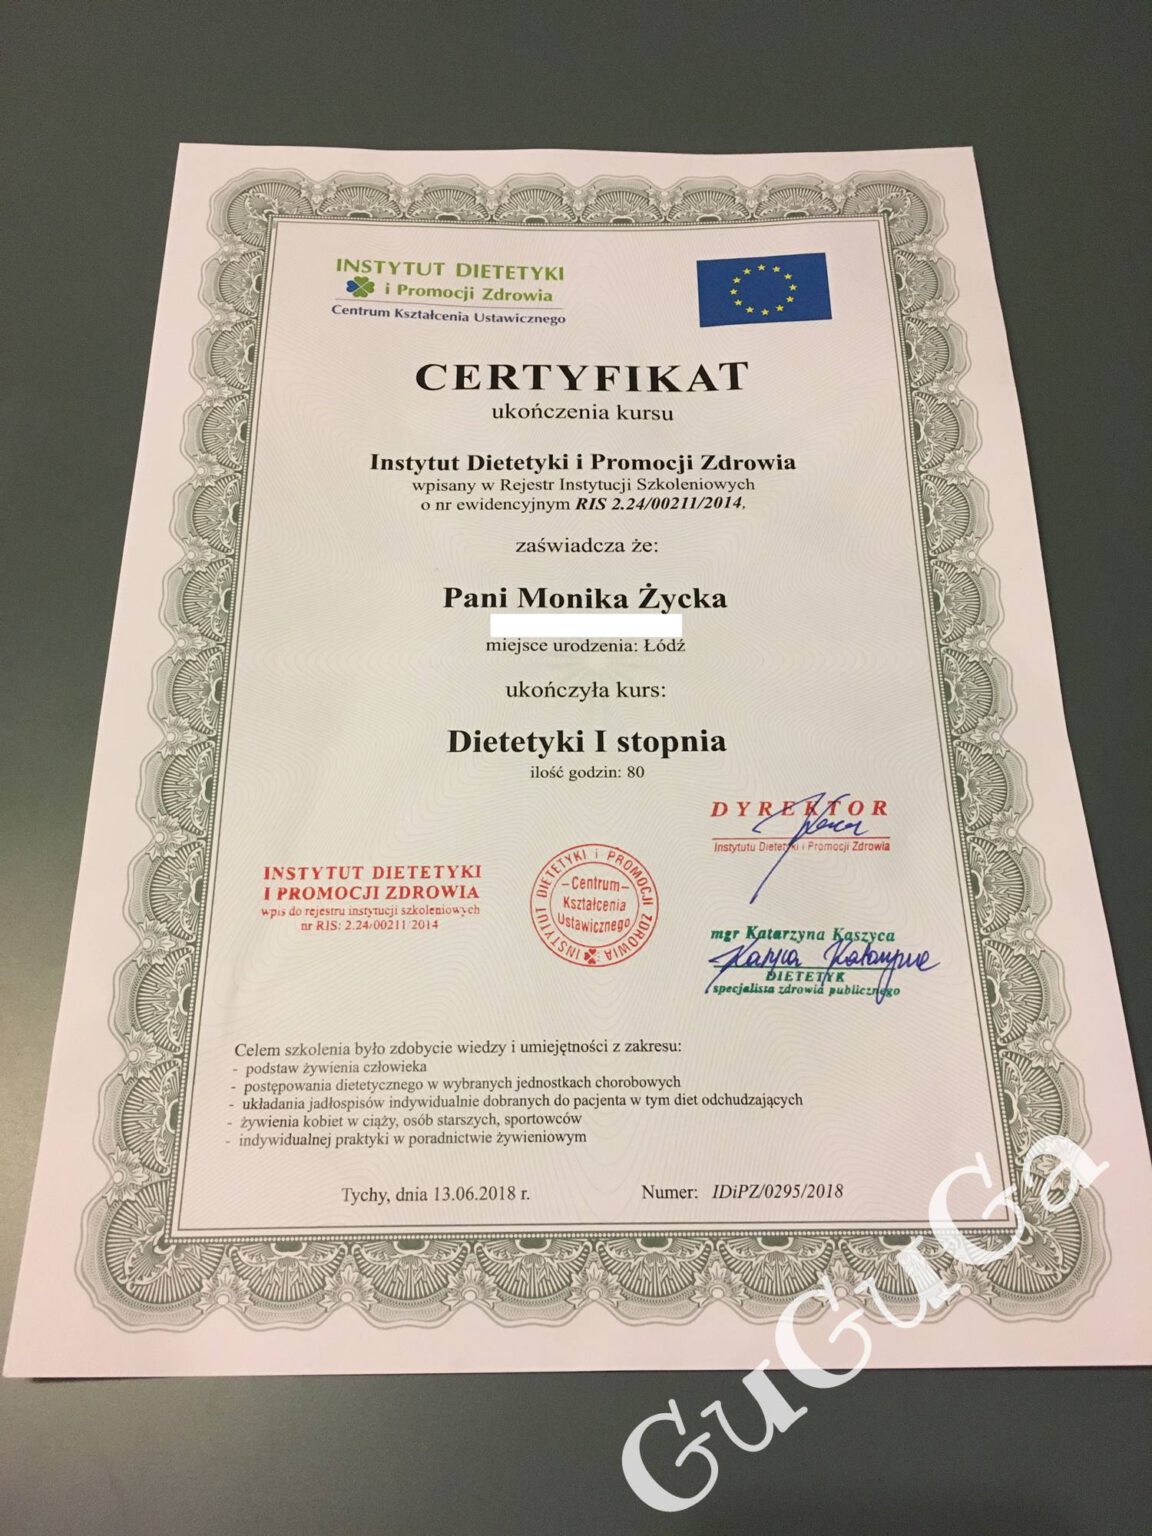 INSTYTUT DIETETYKI
i Promocji Zdrowia
Centrum Kształcenia Ustawicznego
CERTYFIKAT
ukończenia kursu
Instytut Dietetyki i Promocji Zdrowia
wpisany w Rejestr Instytucji Szkoleniowych
o nr ewidencyjnym RIS 2.24/00211/2014,
zaświadcza że:
Pani Monika Życka
miejsce urodzenia: Łódź
ukończyła kurs:
Dietetyki I stopnia
ilość godzin: 80
DYREKTOR
Instytutu Dietetyki i Promocji Zdrowia
INSTYTUT DIETETYKI
I PROMOCJI ZDROWIA
wpis do rejestru instytucji szkoleniowych
nr RIS: 2.24/00211/2014
INSTYTUT DIETETYKI i PROMOCJI ZDROWIA
-Centrum-
Kształcenia
Ustawicznego
mgr Katarzyna Kaszyca
DIETETYK
specjalista zdrowia publicznego
Celem szkolenia było zdobycie wiedzy i umiejętności z zakresu:
- podstaw żywienia człowieka
- postępowania dietetycznego w wybranych jednostkach chorobowych
- układania jadłospisów indywidualnie dobranych do pacjenta w tym diet odchudzających
- żywienia kobiet w ciąży, osób starszych, sportowców
- indywidualnej praktyki w poradnictwie żywieniowym
Tychy, dnia 13.06.2018 r.
Numer: IDiPZ/0295/2018
GuGuGa